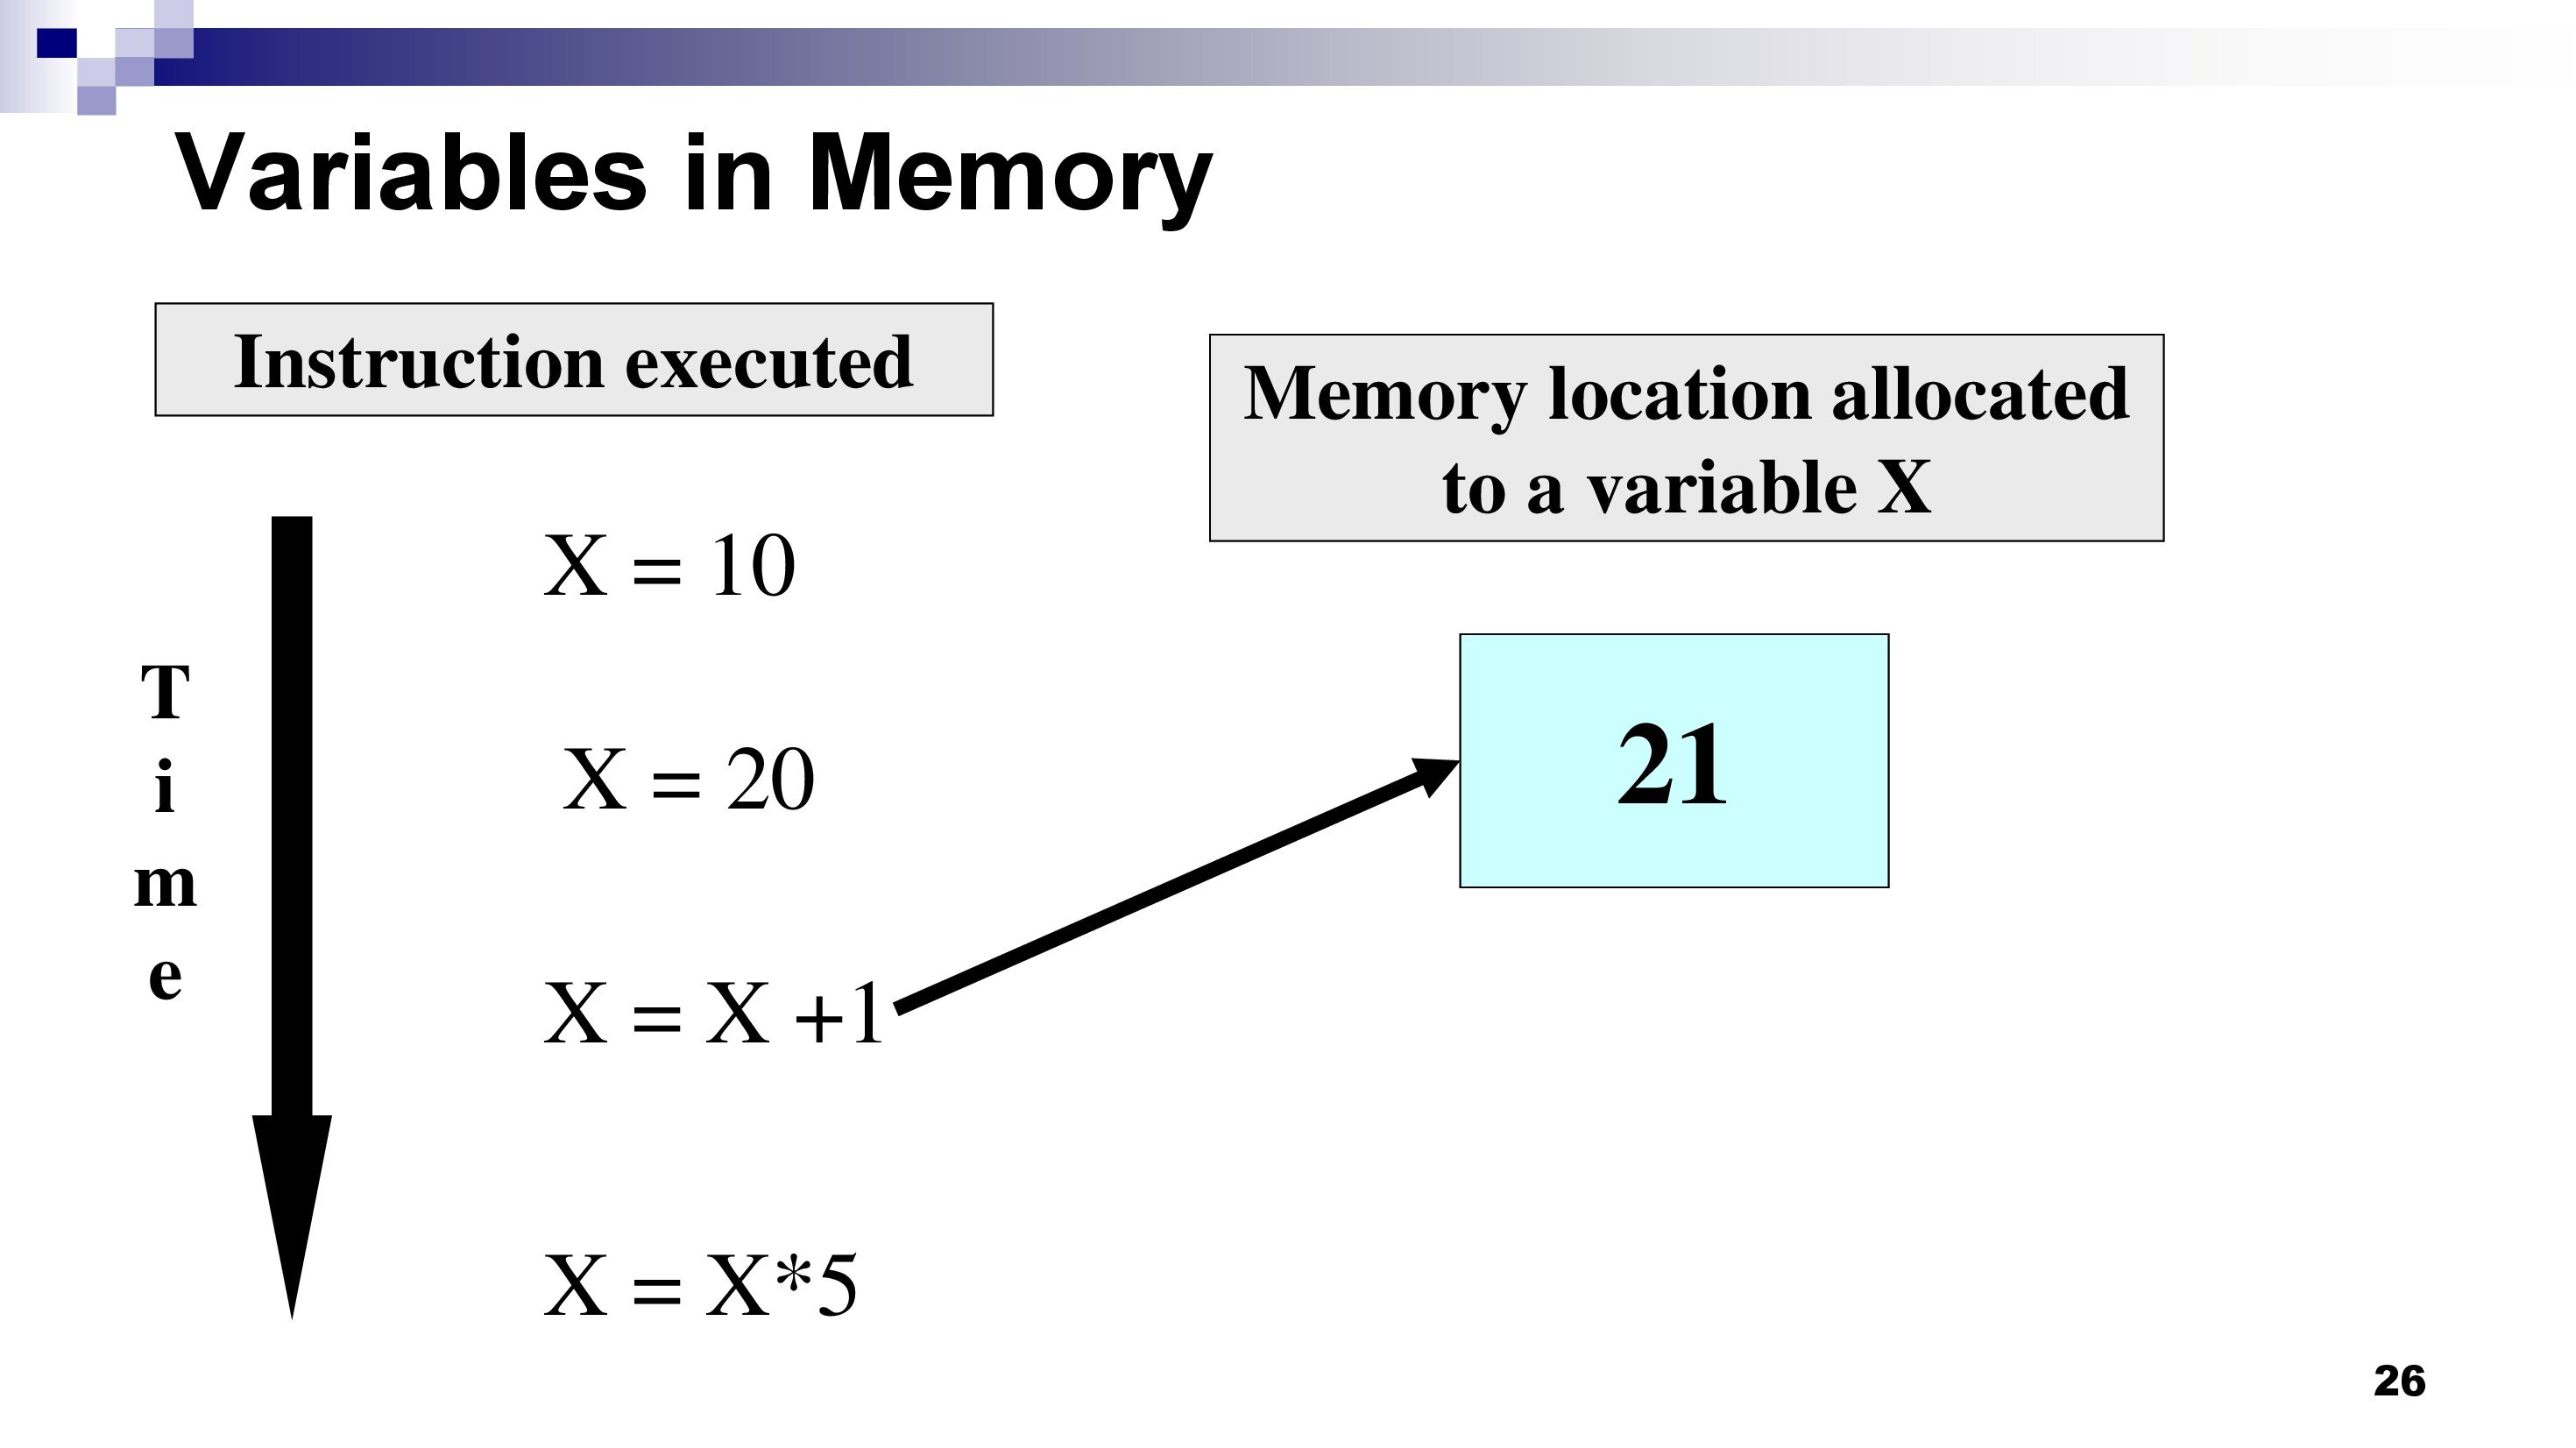 Variables in Memory
Instruction executed
Memory location allocated
to a variable X
T
i
m
e
X = 10
X = 20
X = X +1
X = X*5
21
26